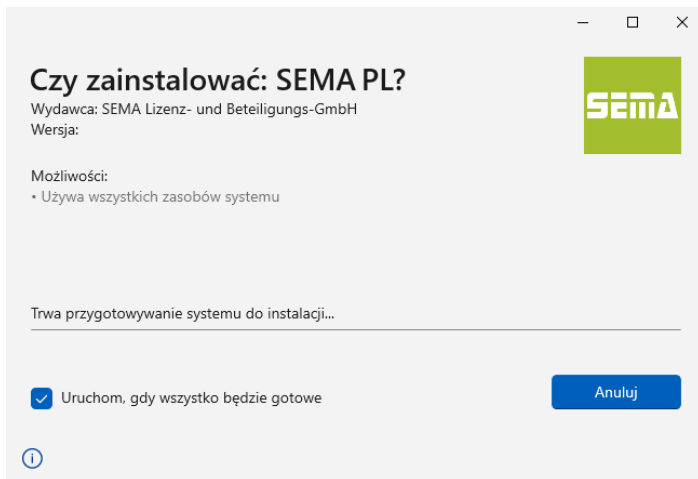 Czy zainstalować: SEMA PL?
SEMA
Wydawca: SEMA Lizenz- und Beteiligungs-GmbH
Wersja:
Możliwości:
• Używa wszystkich zasobów systemu
Trwa przygotowywanie systemu do instalacji...
Uruchom, gdy wszystko będzie gotowe
Anuluj